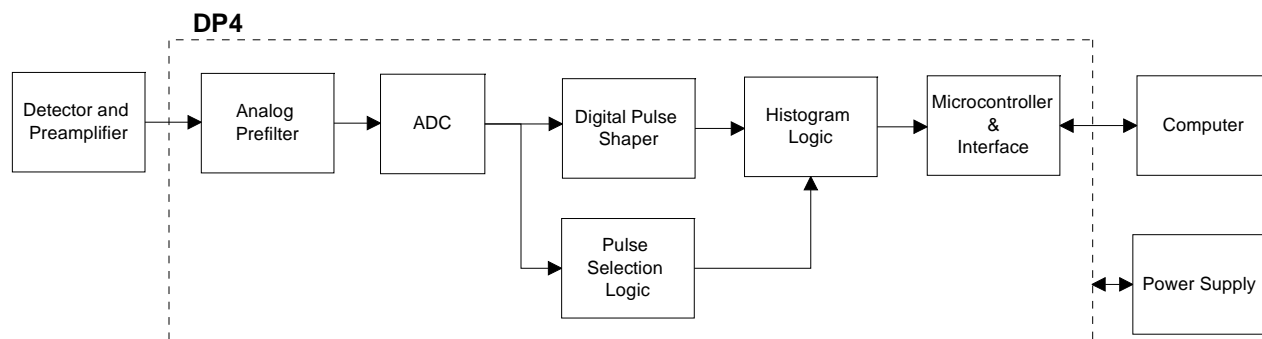 DP4
Detector and
Preamplifier
Analog
Prefilter
ADC
Digital Pulse
Shaper
Histogram
Logic
Microcontroller
&
Interface
Computer
Pulse
Selection
Logic
Power Supply